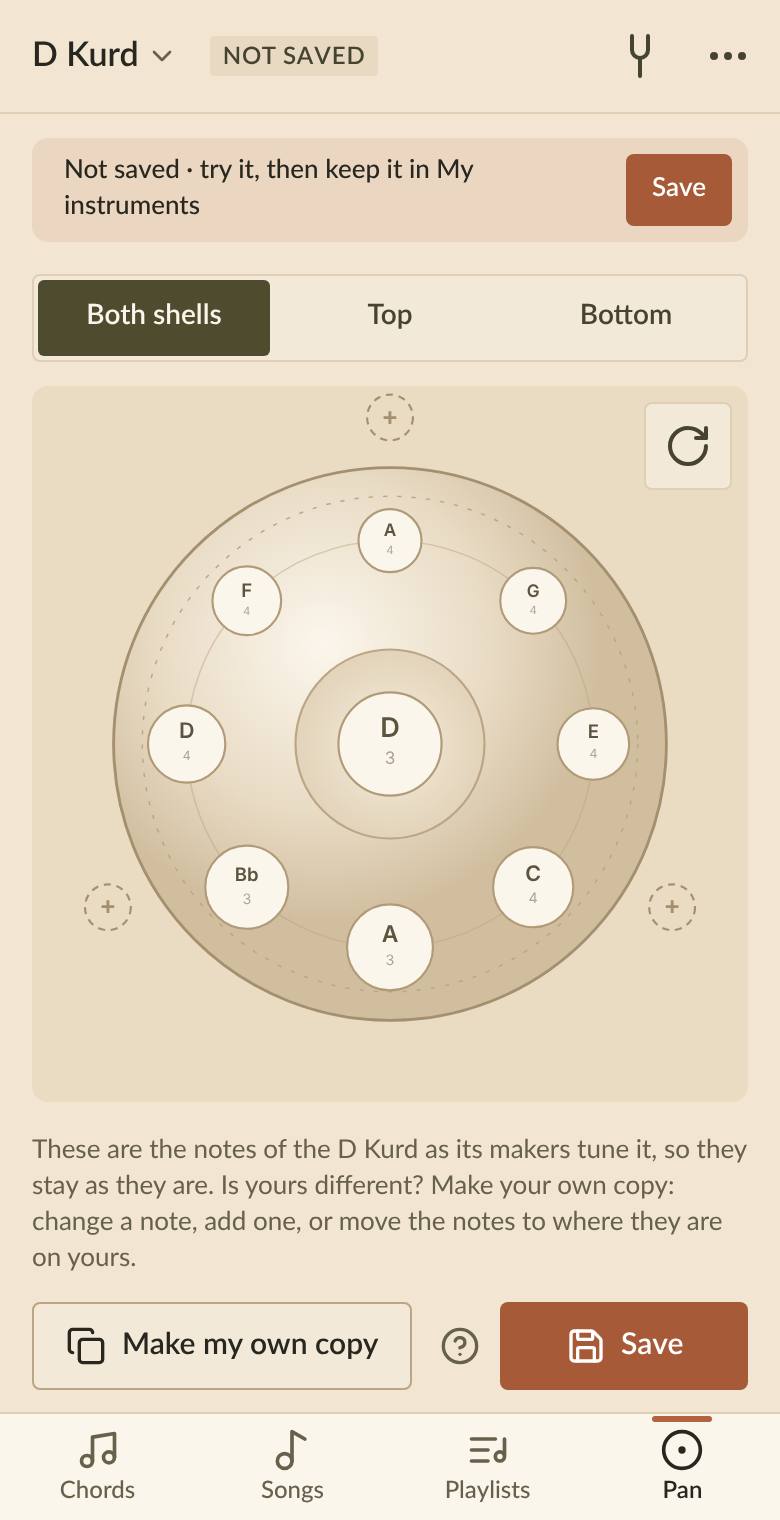 D Kurd
NOT SAVED
Not saved · try it, then keep it in My
instruments
Save
Both shells
Top
Bottom
+
A
4
F
4
G
4
D
4
D
3
E
4
Bb
3
C
4
+
+
A
3
These are the notes of the D Kurd as its makers tune it, so they
stay as they are. Is yours different? Make your own copy:
change a note, add one, or move the notes to where they are
on yours.
Make my own copy
?
Save
Chords
Songs
Playlists
Pan